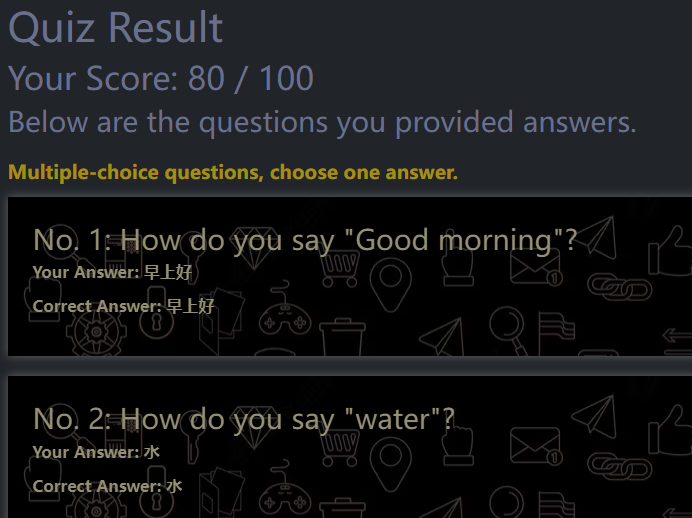 Quiz Result
Your Score: 80 / 100
Below are the questions you provided answers.
Multiple-choice questions, choose one answer.
No. 1: How do you say "Good morning"?
Your Answer: 早上好
Correct Answer: 早上好
No. 2: How do you say "water"?
Your Answer: 水
Correct Answer: 水